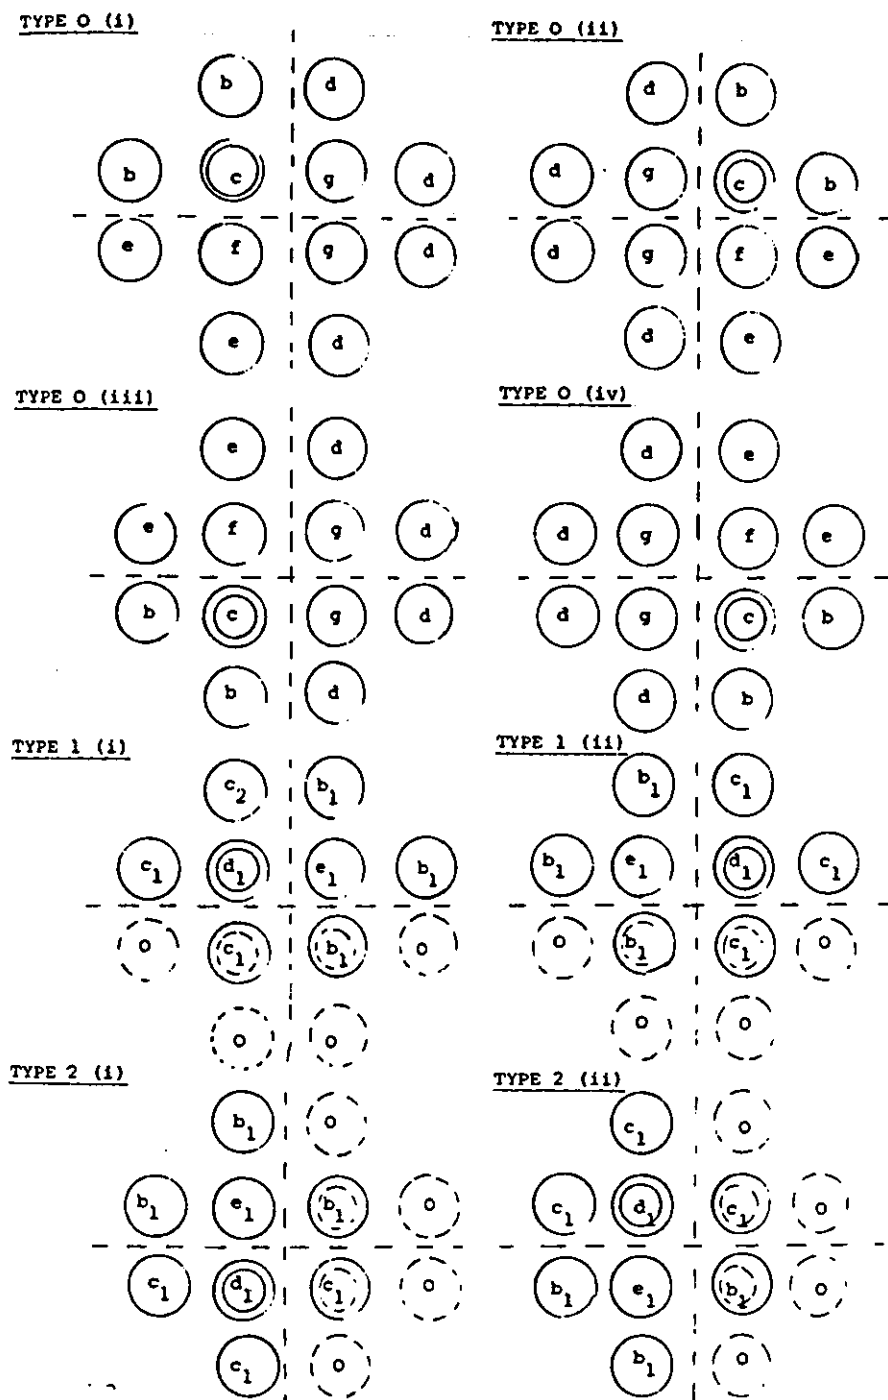 TYPE O (i) TYPE O (ii)
b d d b
b c g d d g c b
e f g d d g f e
e d d e
TYPE O (iii) TYPE O (iv)
e d d e
e f g d d g f e
b c g d d g c b
b d d b
TYPE 1 (i) TYPE 1 (ii)
c2 b1 b1 c1
c1 d1 e1 b1 b1 e1 d1 c1
O c1 b1 O O b1 c1 O
O O O O
TYPE 2 (i) TYPE 2 (ii)
b1 O c1 O
b1 e1 b1 O c1 d1 c1 O
c1 d1 c1 O b1 e1 b1 O
c1 O b1 O